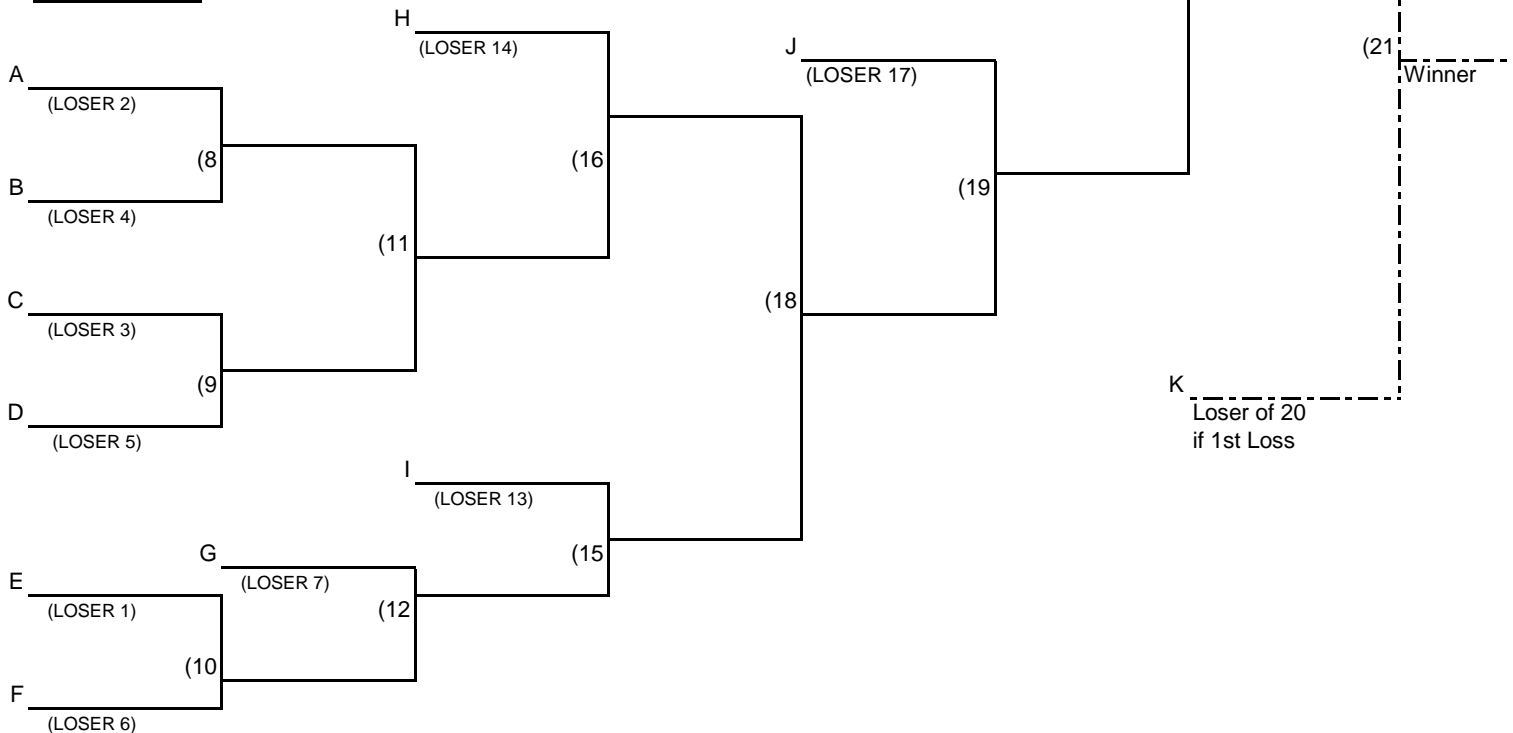 H
(LOSER 14)
J
(LOSER 17)
(21
Winner
A
(LOSER 2)
(8
(16
B
(LOSER 4)
(19
(11
C
(LOSER 3)
(18
(9
K
D
Loser of 20
(LOSER 5)
if 1st Loss
I
(LOSER 13)
G
(15
(LOSER 7)
E
(LOSER 1)
(12
(10
F
(LOSER 6)